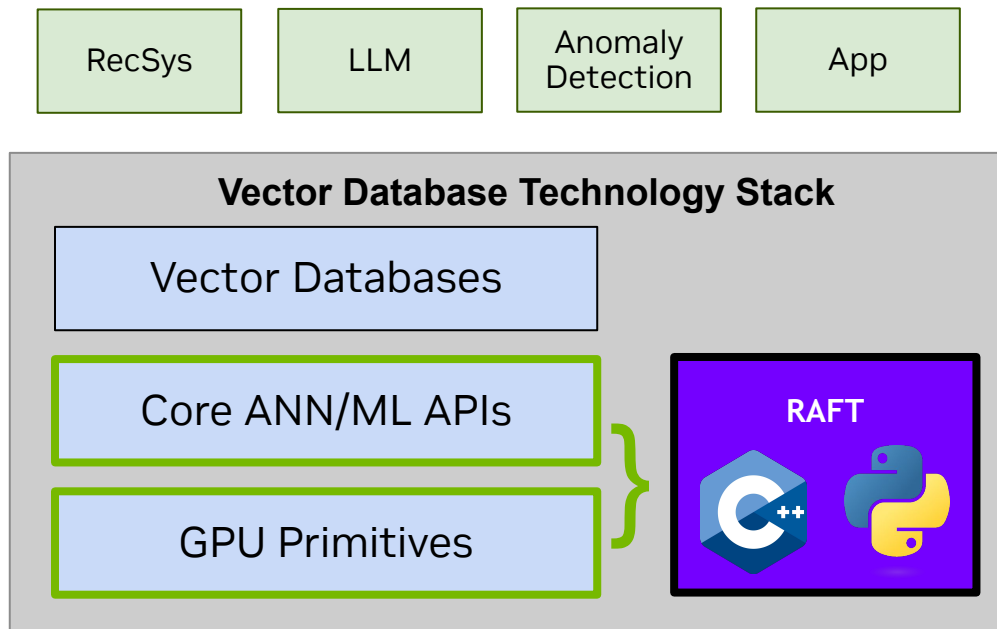 RecSys
LLM
Anomaly
Detection
App
Vector Database Technology Stack
Vector Databases
Core ANN/ML APIs
GPU Primitives
}
RAFT
C++